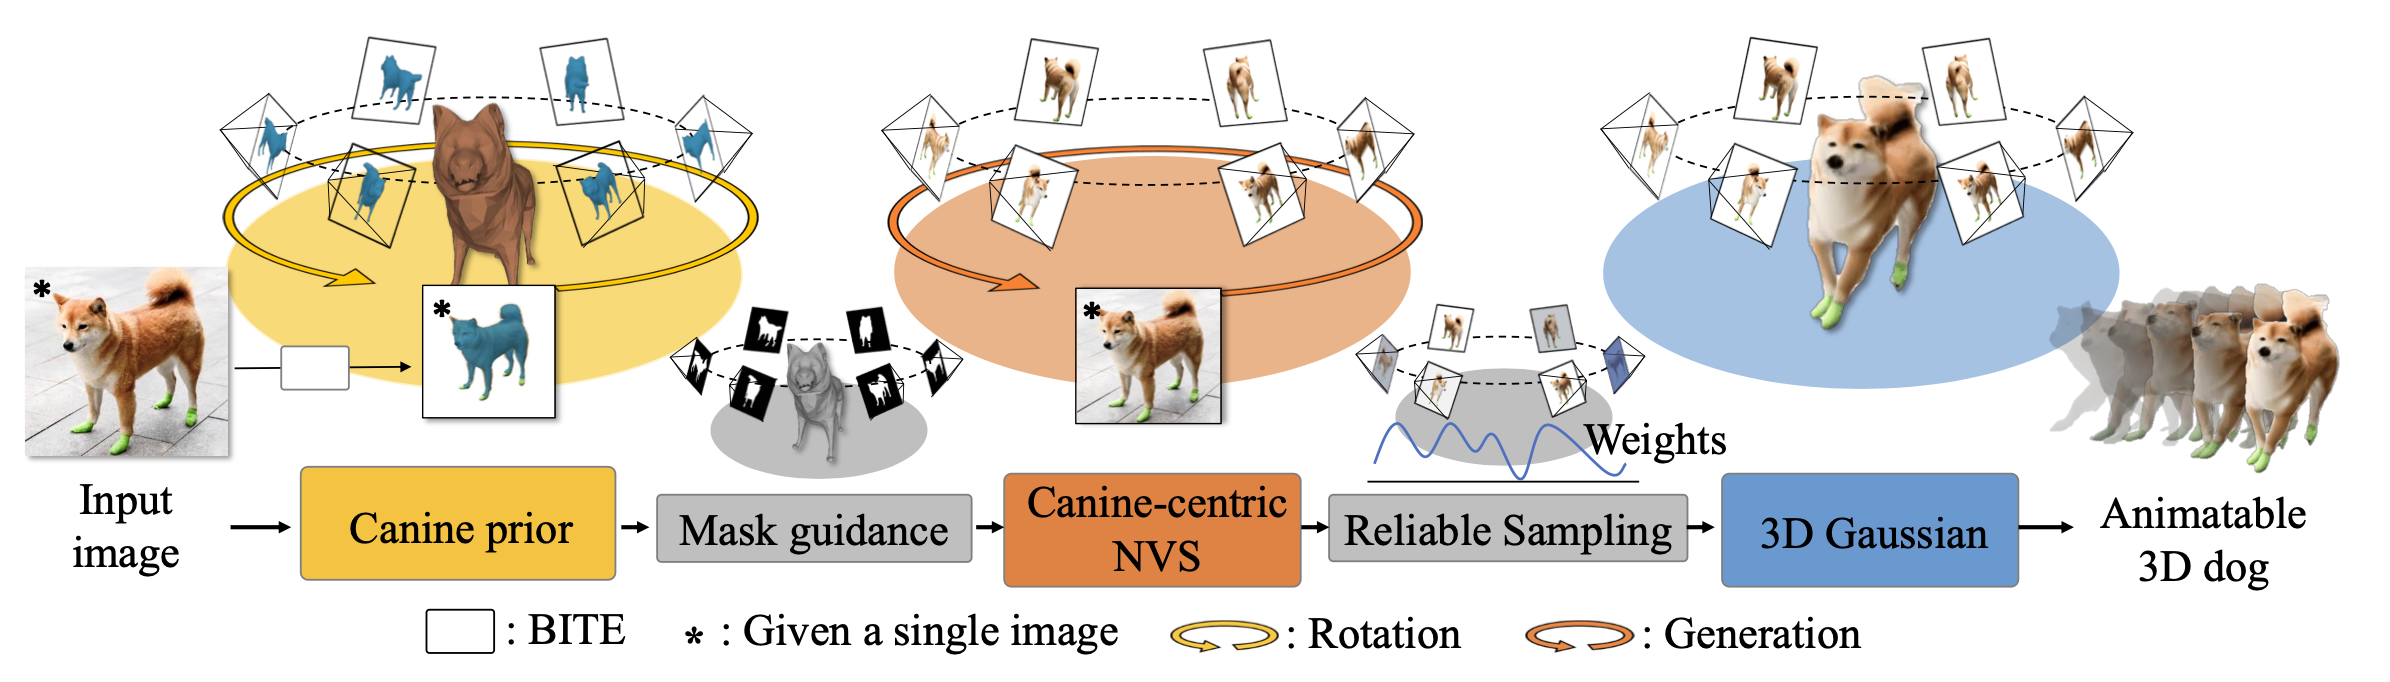 *
*
*
Weights
Input
image
Canine prior
Mask guidance
Canine-centric
NVS
Reliable Sampling
3D Gaussian
Animatable
3D dog
: BITE
* : Given a single image
: Rotation
: Generation